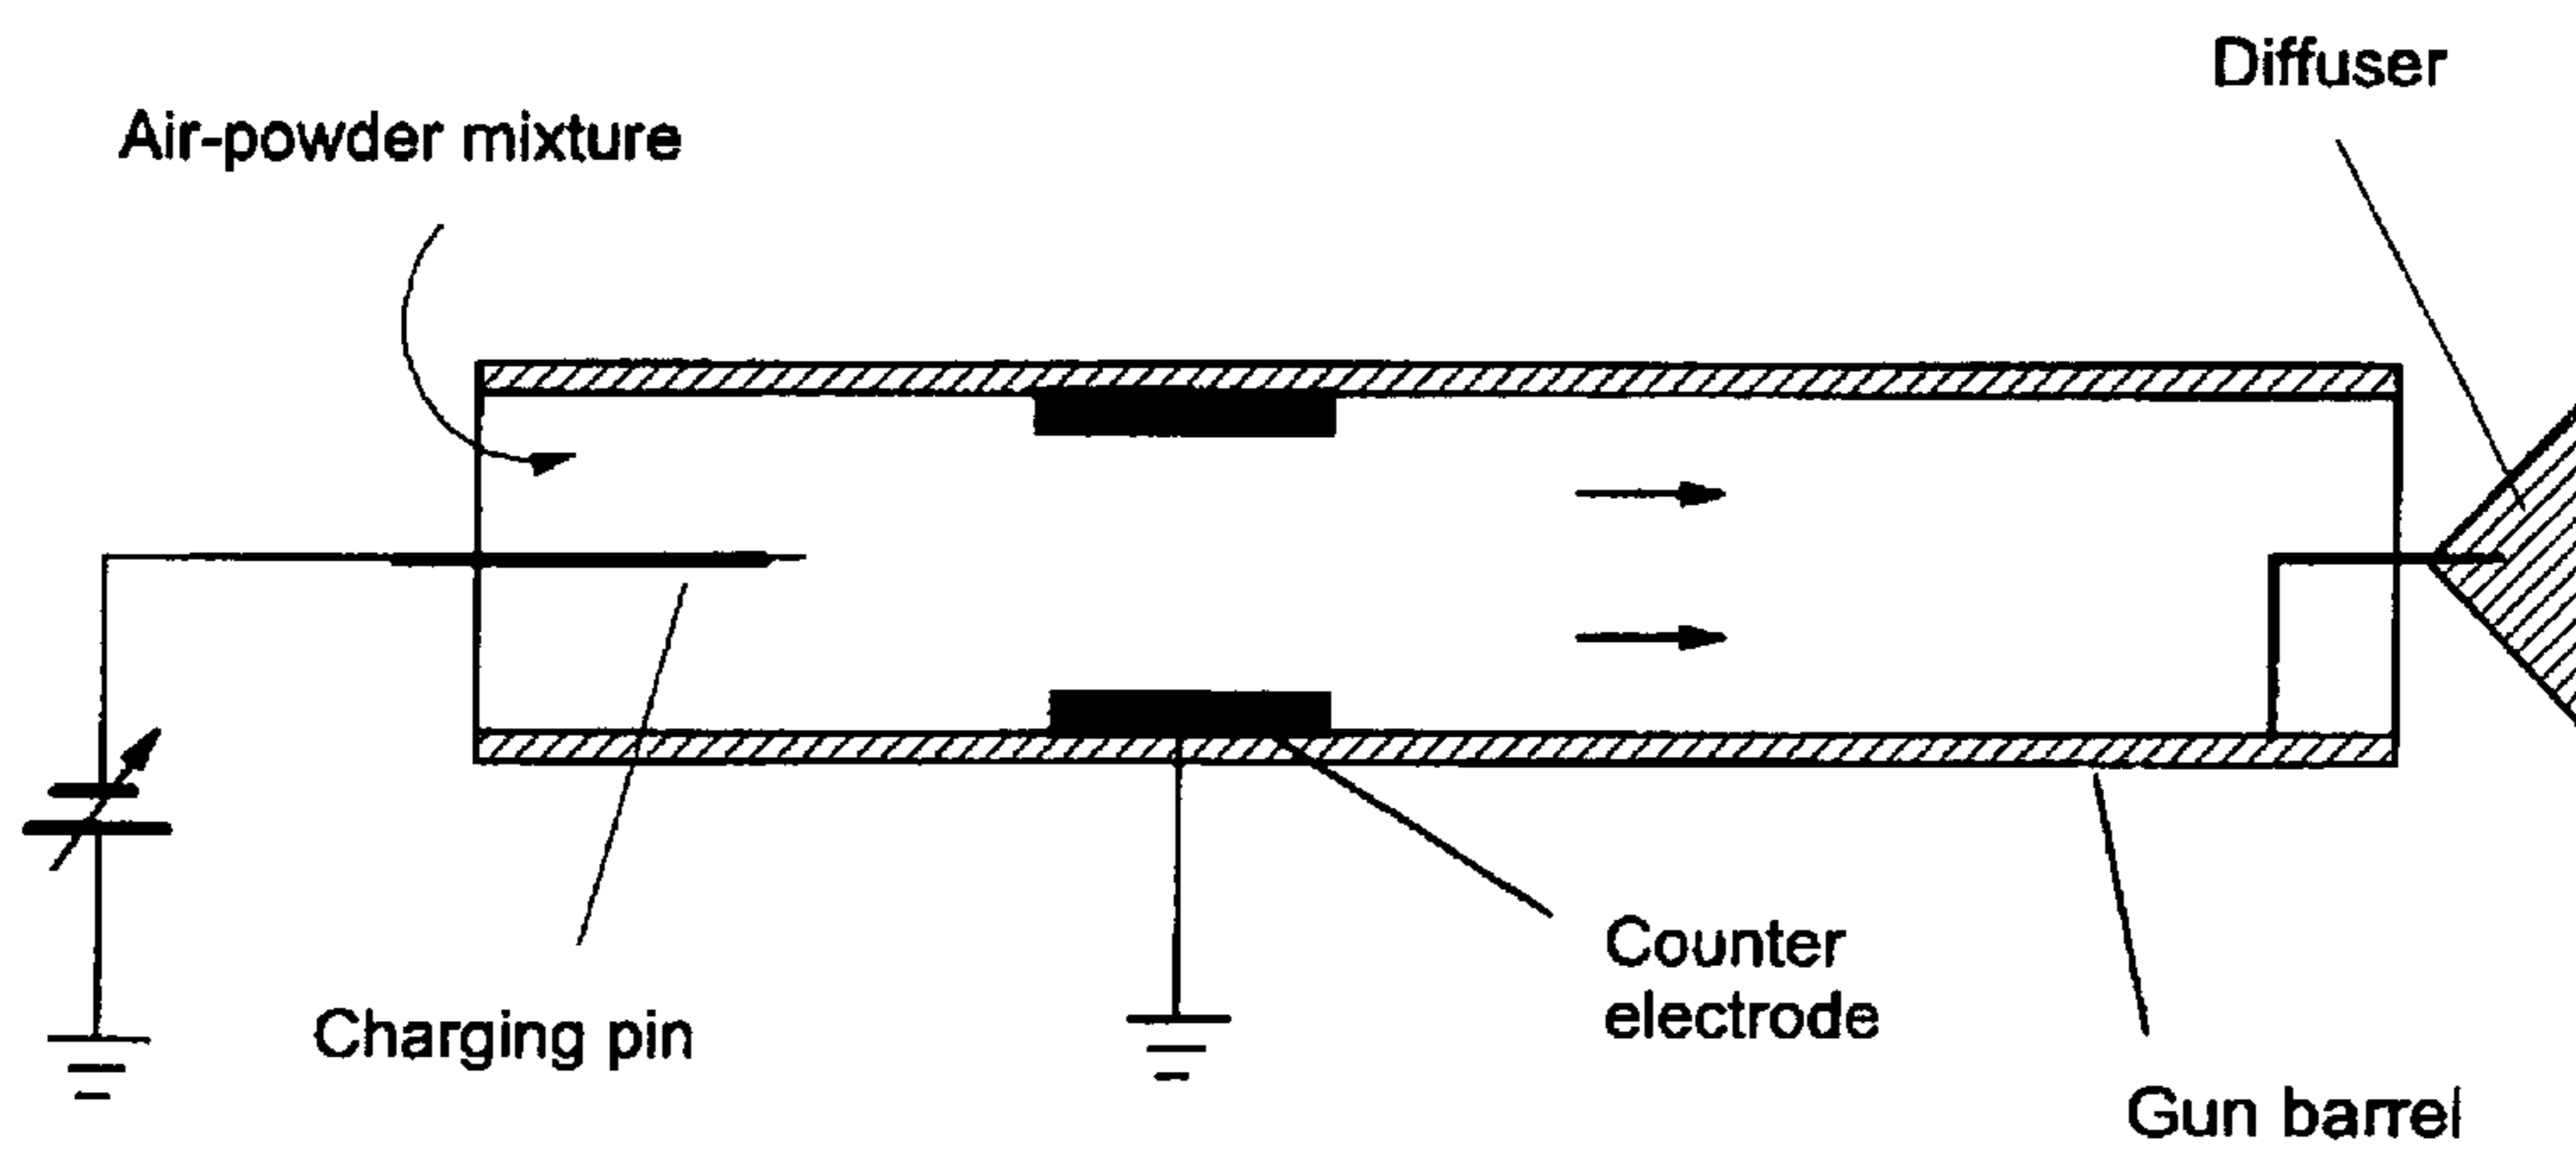 Diffuser
Air-powder mixture
Counter
electrode
Charging pin
Gun barrel